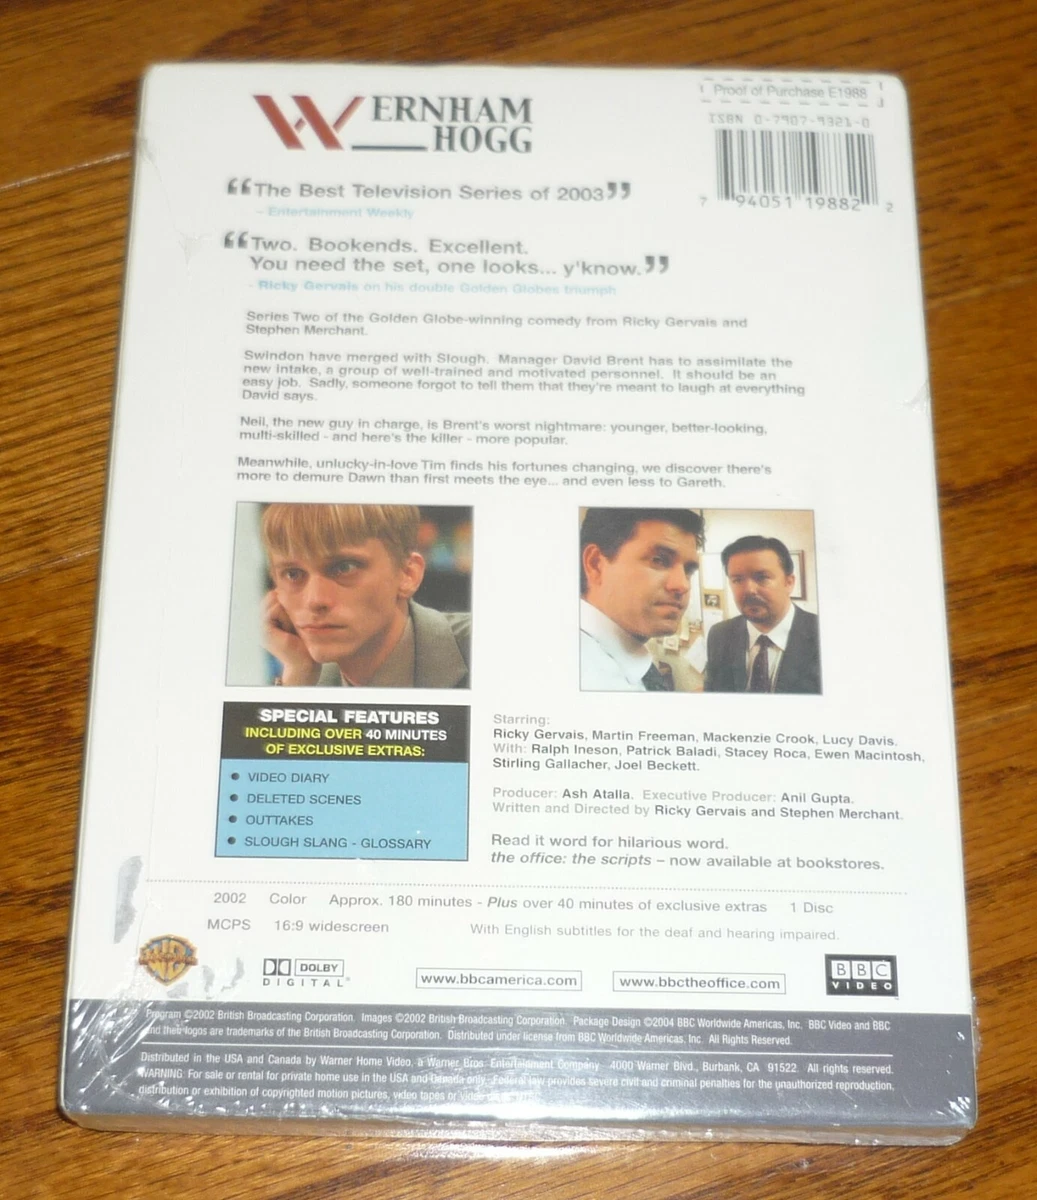 WERNHAM
HOGG
Proof of Purchase E1988
ISBN 0-7907-9321-0
7 94051 19882 2
“The Best Television Series of 2003”
- Entertainment Weekly
“Two. Bookends. Excellent.
You need the set, one looks... y'know.”
- Ricky Gervais on his double Golden Globes triumph
Series Two of the Golden Globe-winning comedy from Ricky Gervais and
Stephen Merchant.
Swindon have merged with Slough. Manager David Brent has to assimilate the
new intake, a group of well-trained and motivated personnel. It should be an
easy job. Sadly, someone forgot to tell them that they're meant to laugh at everything
David says.
Neil, the new guy in charge, is Brent's worst nightmare: younger, better-looking,
multi-skilled - and here's the killer - more popular.
Meanwhile, unlucky-in-love Tim finds his fortunes changing, we discover there's
more to demure Dawn than first meets the eye... and even less to Gareth.
SPECIAL FEATURES
INCLUDING OVER 40 MINUTES
OF EXCLUSIVE EXTRAS:
• VIDEO DIARY
• DELETED SCENES
• OUTTAKES
• SLOUGH SLANG - GLOSSARY
Starring:
Ricky Gervais, Martin Freeman, Mackenzie Crook, Lucy Davis.
With: Ralph Ineson, Patrick Baladi, Stacey Roca, Ewen Macintosh,
Stirling Gallacher, Joel Beckett.
Producer: Ash Atalla. Executive Producer: Anil Gupta.
Written and Directed by Ricky Gervais and Stephen Merchant.
Read it word for hilarious word.
the office: the scripts – now available at bookstores.
2002 Color Approx. 180 minutes - Plus over 40 minutes of exclusive extras 1 Disc
MCPS 16:9 widescreen With English subtitles for the deaf and hearing impaired.
DOLBY
DIGITAL
www.bbcamerica.com
www.bbctheoffice.com
BBC
VIDEO
Program ©2002 British Broadcasting Corporation. Images ©2002 British Broadcasting Corporation. Package Design ©2004 BBC Worldwide Americas, Inc. BBC Video and BBC
and their logos are trademarks of the British Broadcasting Corporation. Distributed under license from BBC Worldwide Americas, Inc. All Rights Reserved.
Distributed in the USA and Canada by Warner Home Video, a Warner Bros. Entertainment Company 4000 Warner Blvd., Burbank, CA 91522. All rights reserved.
WARNING: For sale or rental for private home use in the USA and Canada only. Federal law provides severe civil and criminal penalties for the unauthorized reproduction,
distribution or exhibition of copyrighted motion pictures, video tapes or video